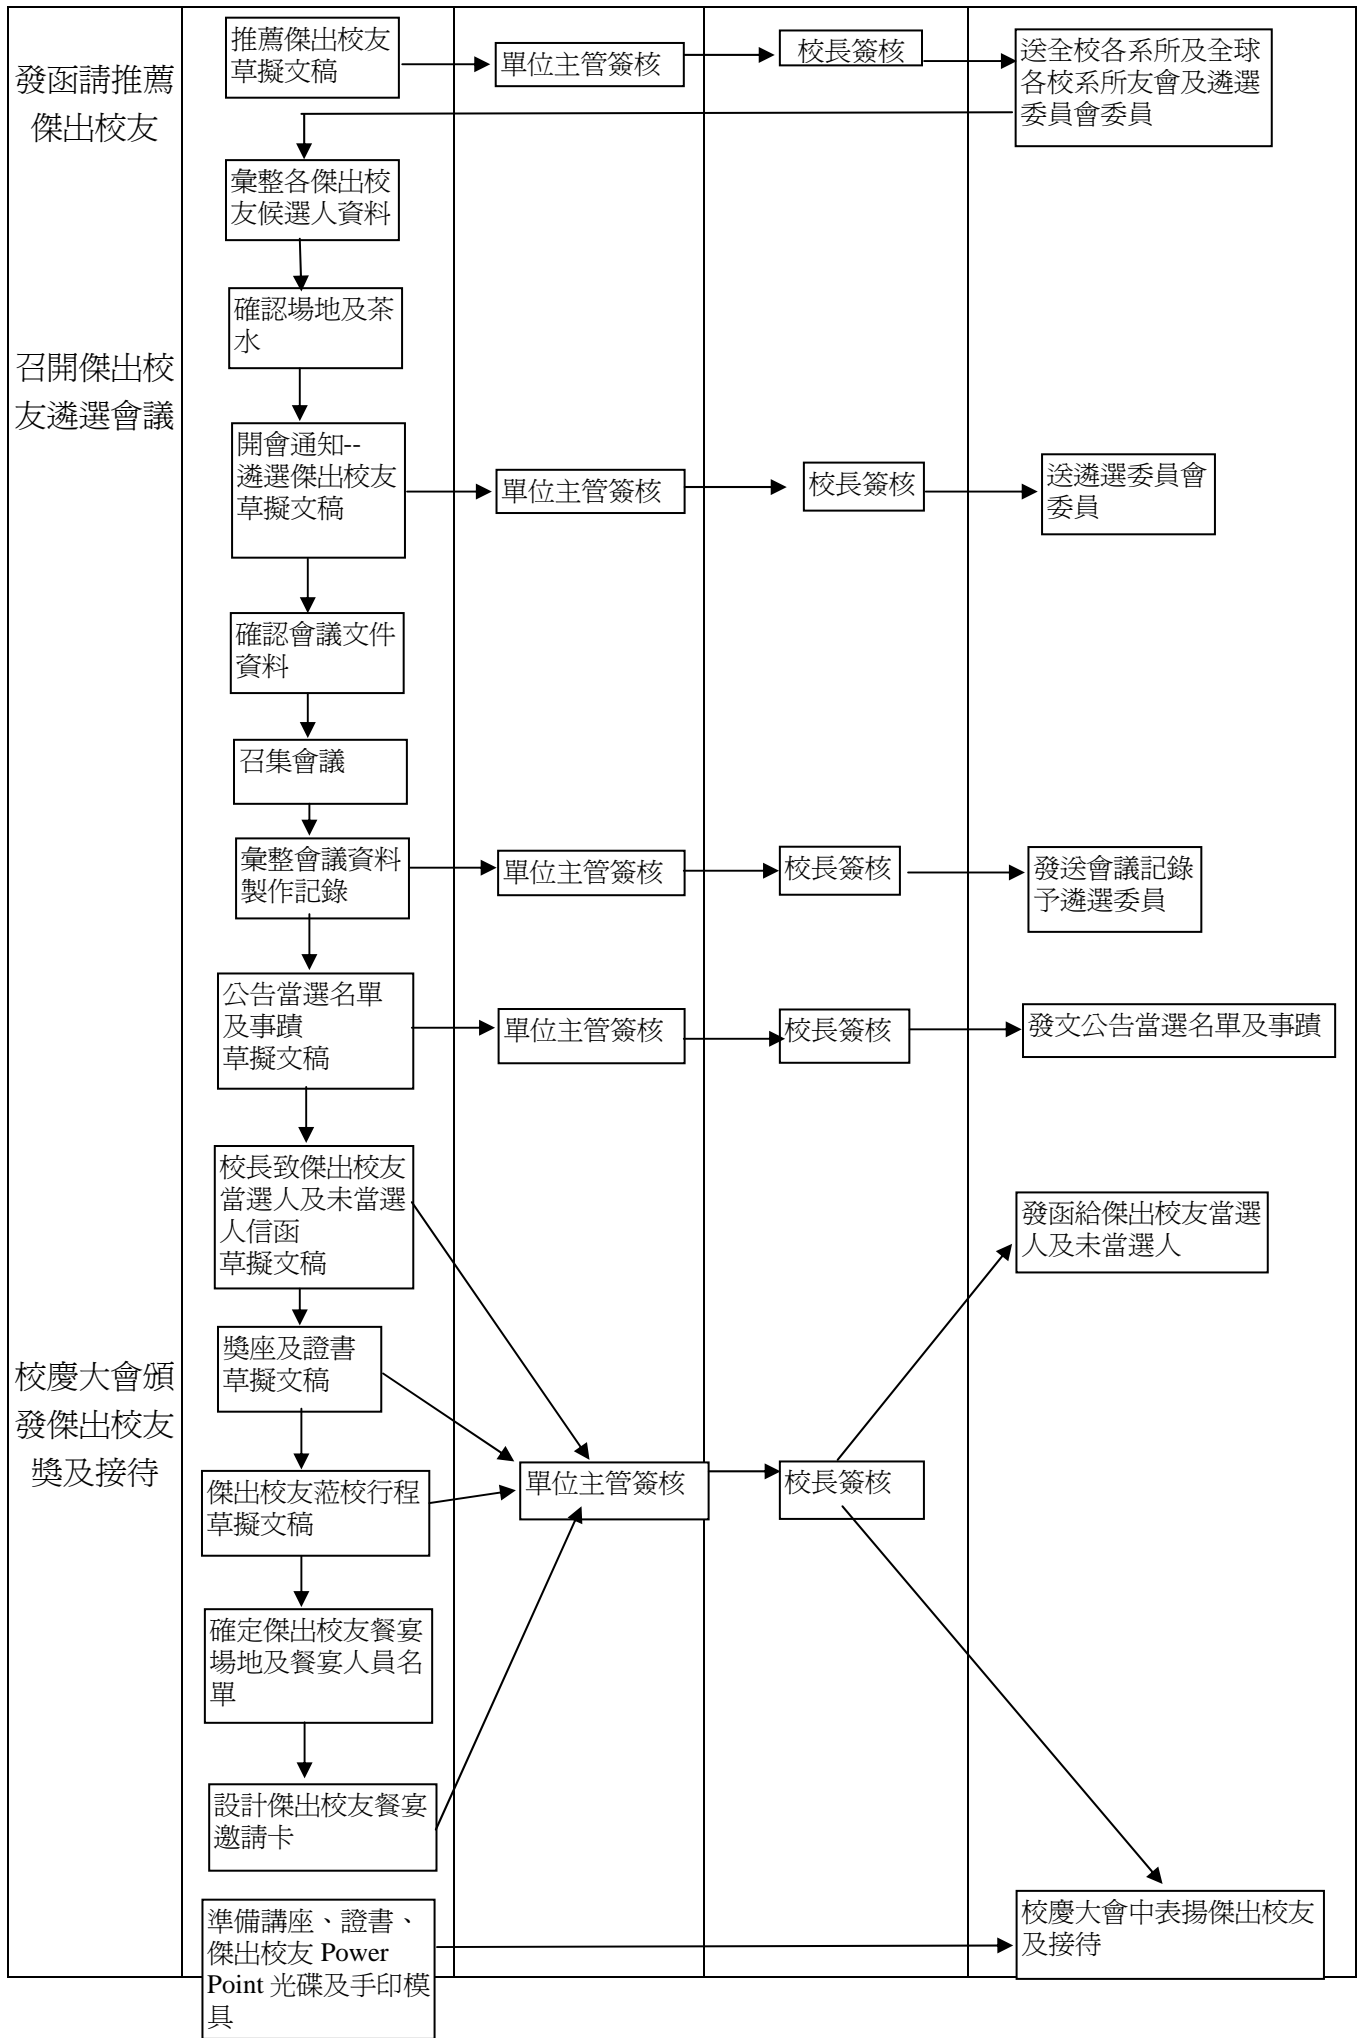 發函請推薦
傑出校友
推薦傑出校友
草擬文稿
單位主管簽核
校長簽核
送全校各系所及全球
各校系所友會及遴選
委員會委員
彙整各傑出校
友候選人資料
召開傑出校
友遴選會議
確認場地及茶
水
開會通知--
遴選傑出校友
草擬文稿
單位主管簽核
校長簽核
送遴選委員會
委員
確認會議文件
資料
召集會議
彙整會議資料
製作記錄
單位主管簽核
校長簽核
發送會議記錄
予遴選委員
公告當選名單
及事蹟
草擬文稿
單位主管簽核
校長簽核
發文公告當選名單及事蹟
校長致傑出校友
當選人及未當選
人信函
草擬文稿
發函給傑出校友當選
人及未當選人
校慶大會頒
發傑出校友
獎及接待
獎座及證書
草擬文稿
傑出校友蒞校行程
草擬文稿
單位主管簽核
校長簽核
確定傑出校友餐宴
場地及餐宴人員名
單
設計傑出校友餐宴
邀請卡
準備講座、證書、
傑出校友 Power
Point 光碟及手印模
具
校慶大會中表揚傑出校友
及接待